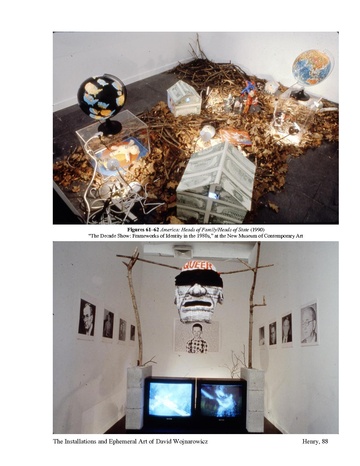 Figures 61-62 America: Heads of Family/Heads of State (1990)
"The Decade Show: Frameworks of Identity in the 1980s," at the New Museum of Contemporary Art
QUEER
The Installations and Ephemeral Art of David Wojnarowicz
Henry, 88